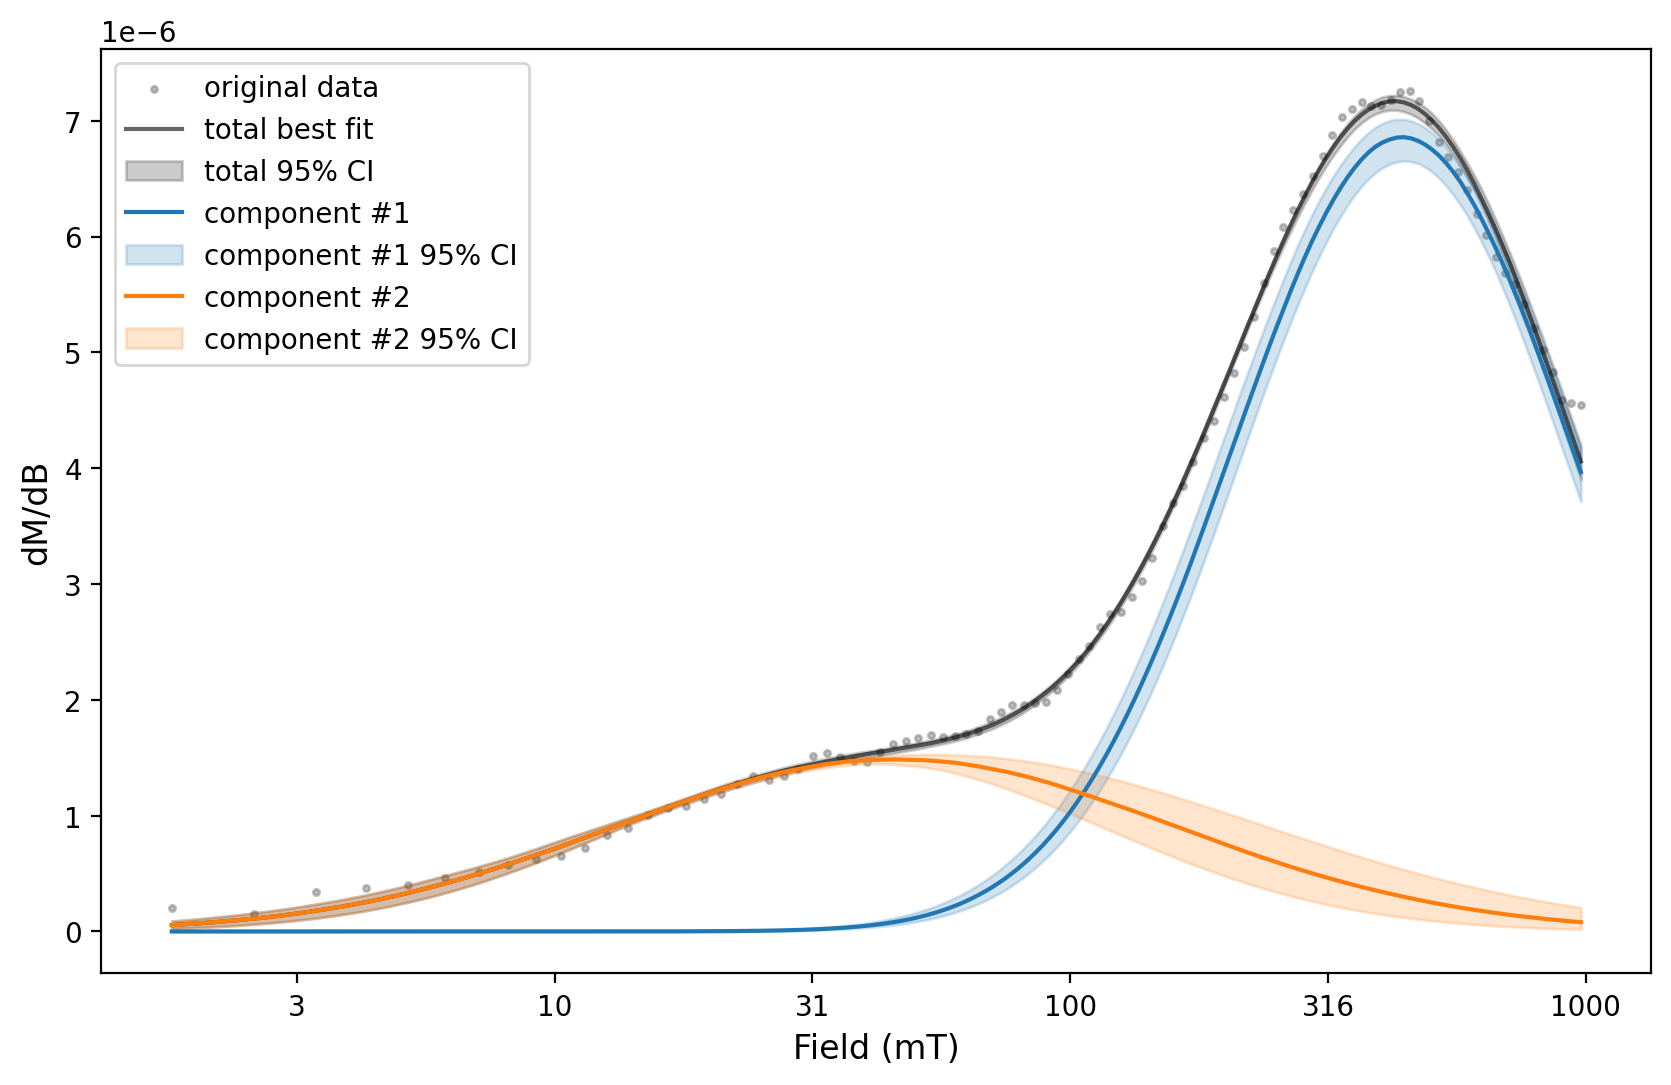 1e−6
original data
total best fit
total 95% CI
component #1
component #1 95% CI
component #2
component #2 95% CI
7
6
5
4
3
2
1
0
dM/dB
3 10 31 100 316 1000
Field (mT)